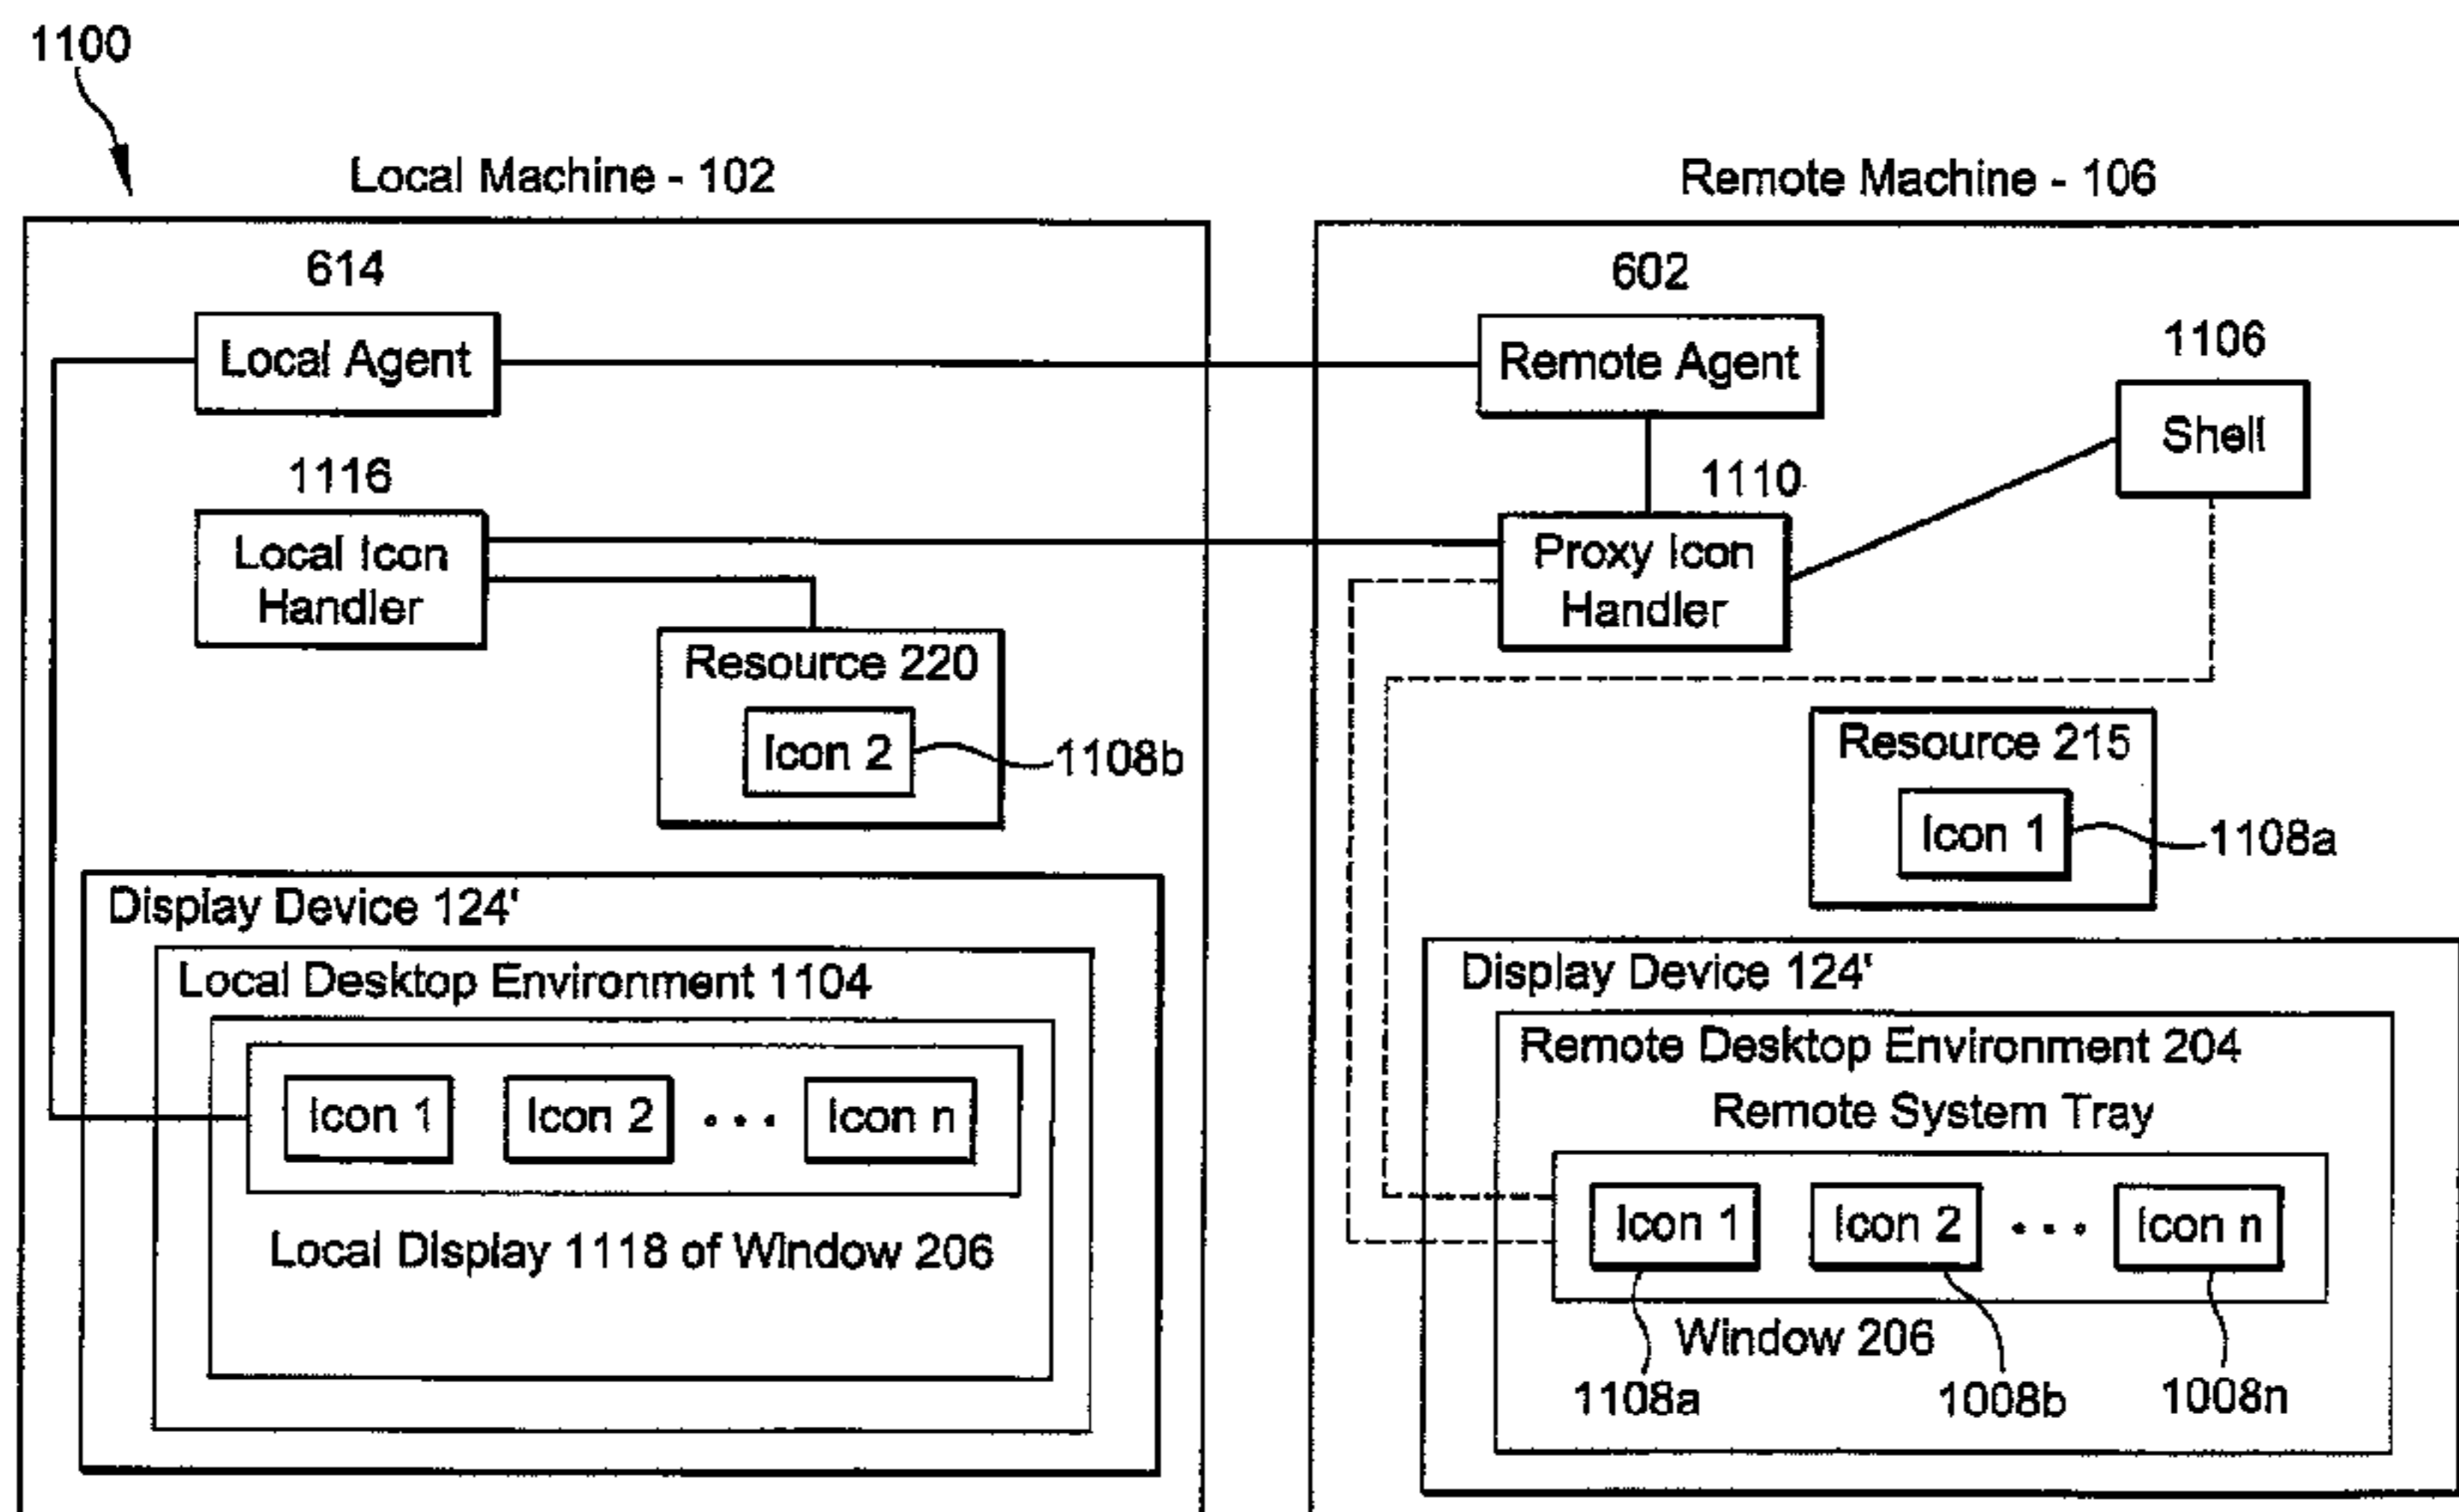 1100
Local Machine - 102
614
Local Agent
1116
Local Icon
Handler
Resource 220
Icon 2
1108b
Display Device 124'
Local Desktop Environment 1104
Icon 1 Icon 2 • • • Icon n
Local Display 1118 of Window 206
Remote Machine - 106
602
Remote Agent
1106
Shell
1110
Proxy Icon
Handler
Resource 215
Icon 1
1108a
Display Device 124'
Remote Desktop Environment 204
Remote System Tray
Icon 1 Icon 2 • • • Icon n
Window 206
1108a 1008b 1008n